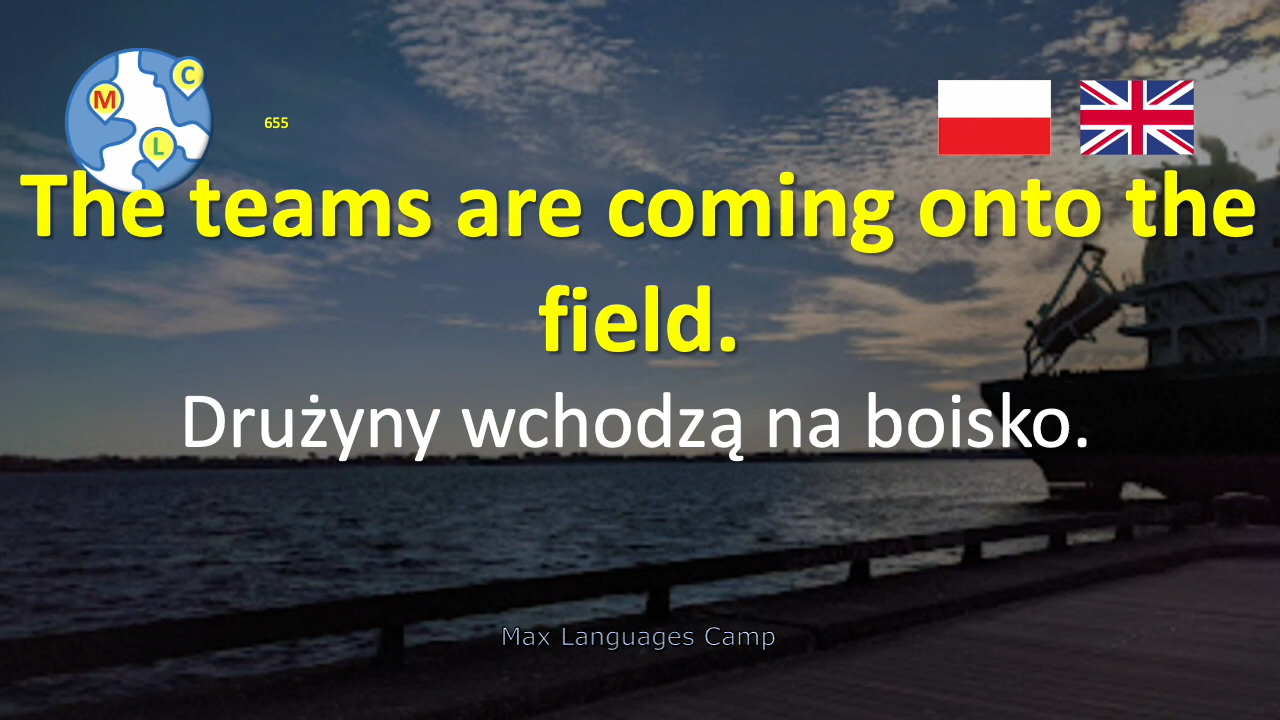 C
M
L
655
The teams are coming onto the
field.
Drużyny wchodzą na boisko.
Max Languages Camp